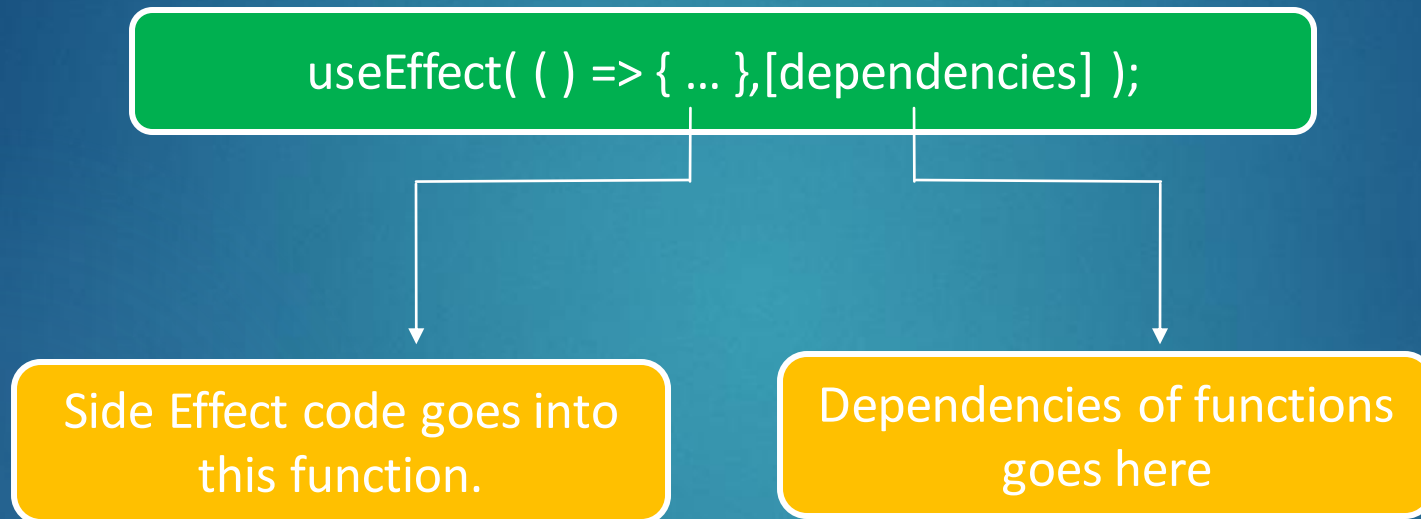 useEffect( ( ) => { ... },[dependencies] );
Side Effect code goes into
this function.
Dependencies of functions
goes here